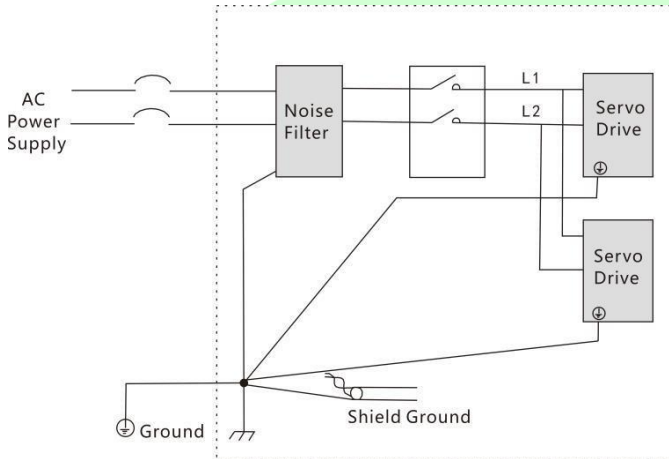 AC
Power
Supply
Noise
Filter
L1
L2
Servo
Drive
Servo
Drive
Shield Ground
Ground